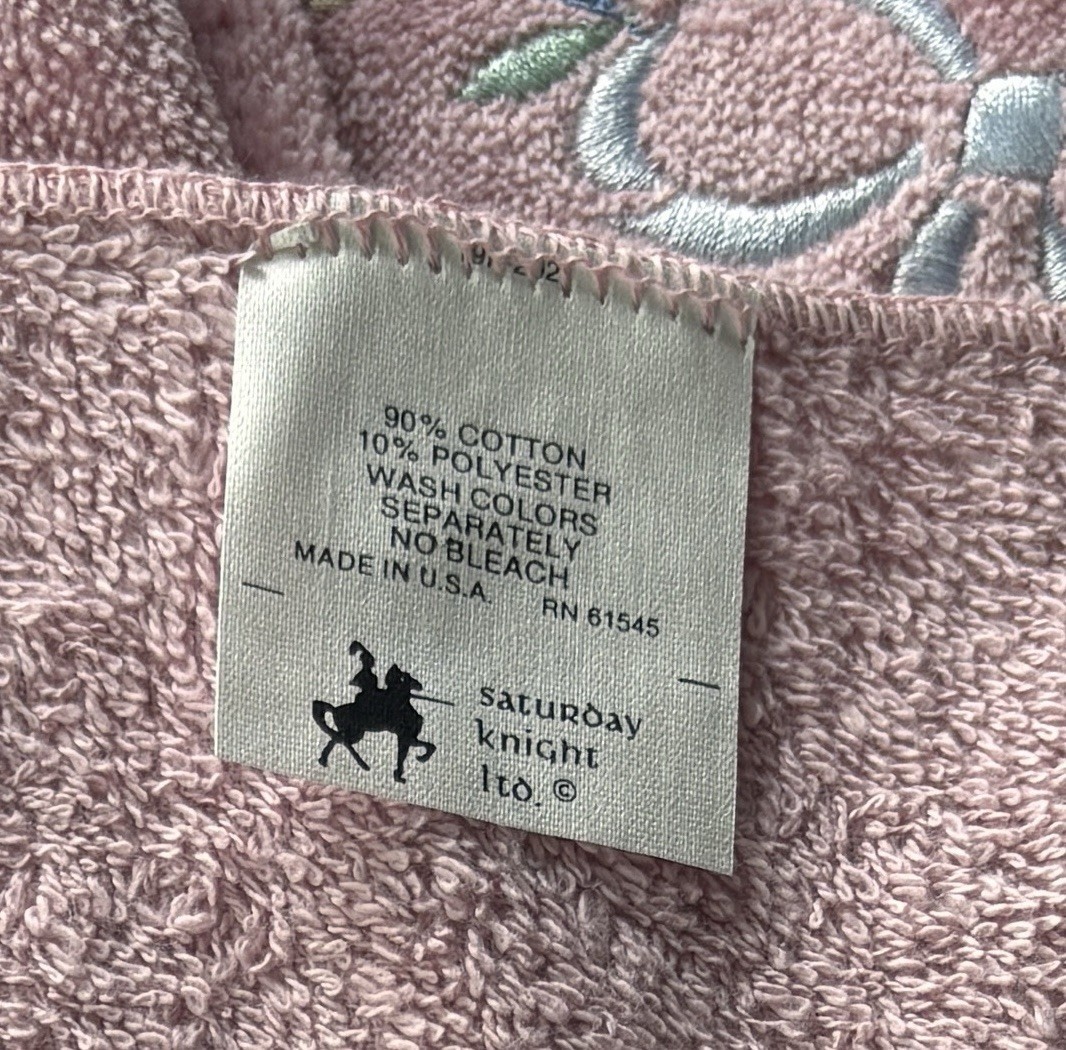 90% COTTON
10% POLYESTER
WASH COLORS
SEPARATELY
NO BLEACH
MADE IN U.S.A. RN 61545
saturday
knight
ltd. ©